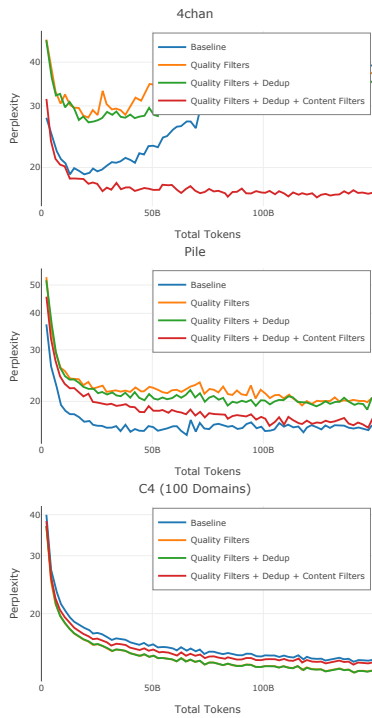 4chan
40
30
20
Perplexity
Baseline
Quality Filters
Quality Filters + Dedup
Quality Filters + Dedup + Content Filters
0
50B
100B
Total Tokens
Pile
50
40
30
20
Perplexity
Baseline
Quality Filters
Quality Filters + Dedup
Quality Filters + Dedup + Content Filters
0
50B
100B
Total Tokens
C4 (100 Domains)
40
30
20
Perplexity
Baseline
Quality Filters
Quality Filters + Dedup
Quality Filters + Dedup + Content Filters
0
50B
100B
Total Tokens